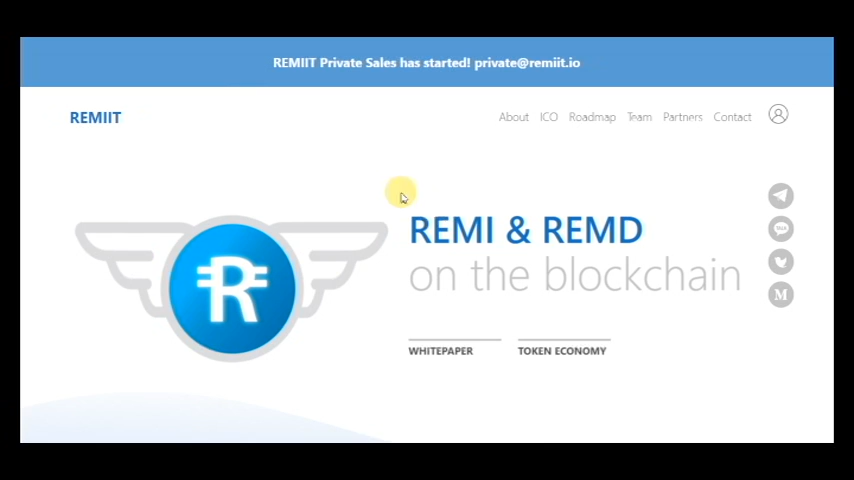 REMIIT Private Sales has started! private@remiit.io
REMIIT
About ICO Roadmap Team Partners Contact
REMI & REMD
on the blockchain
WHITEPAPER TOKEN ECONOMY
R
TALK
M